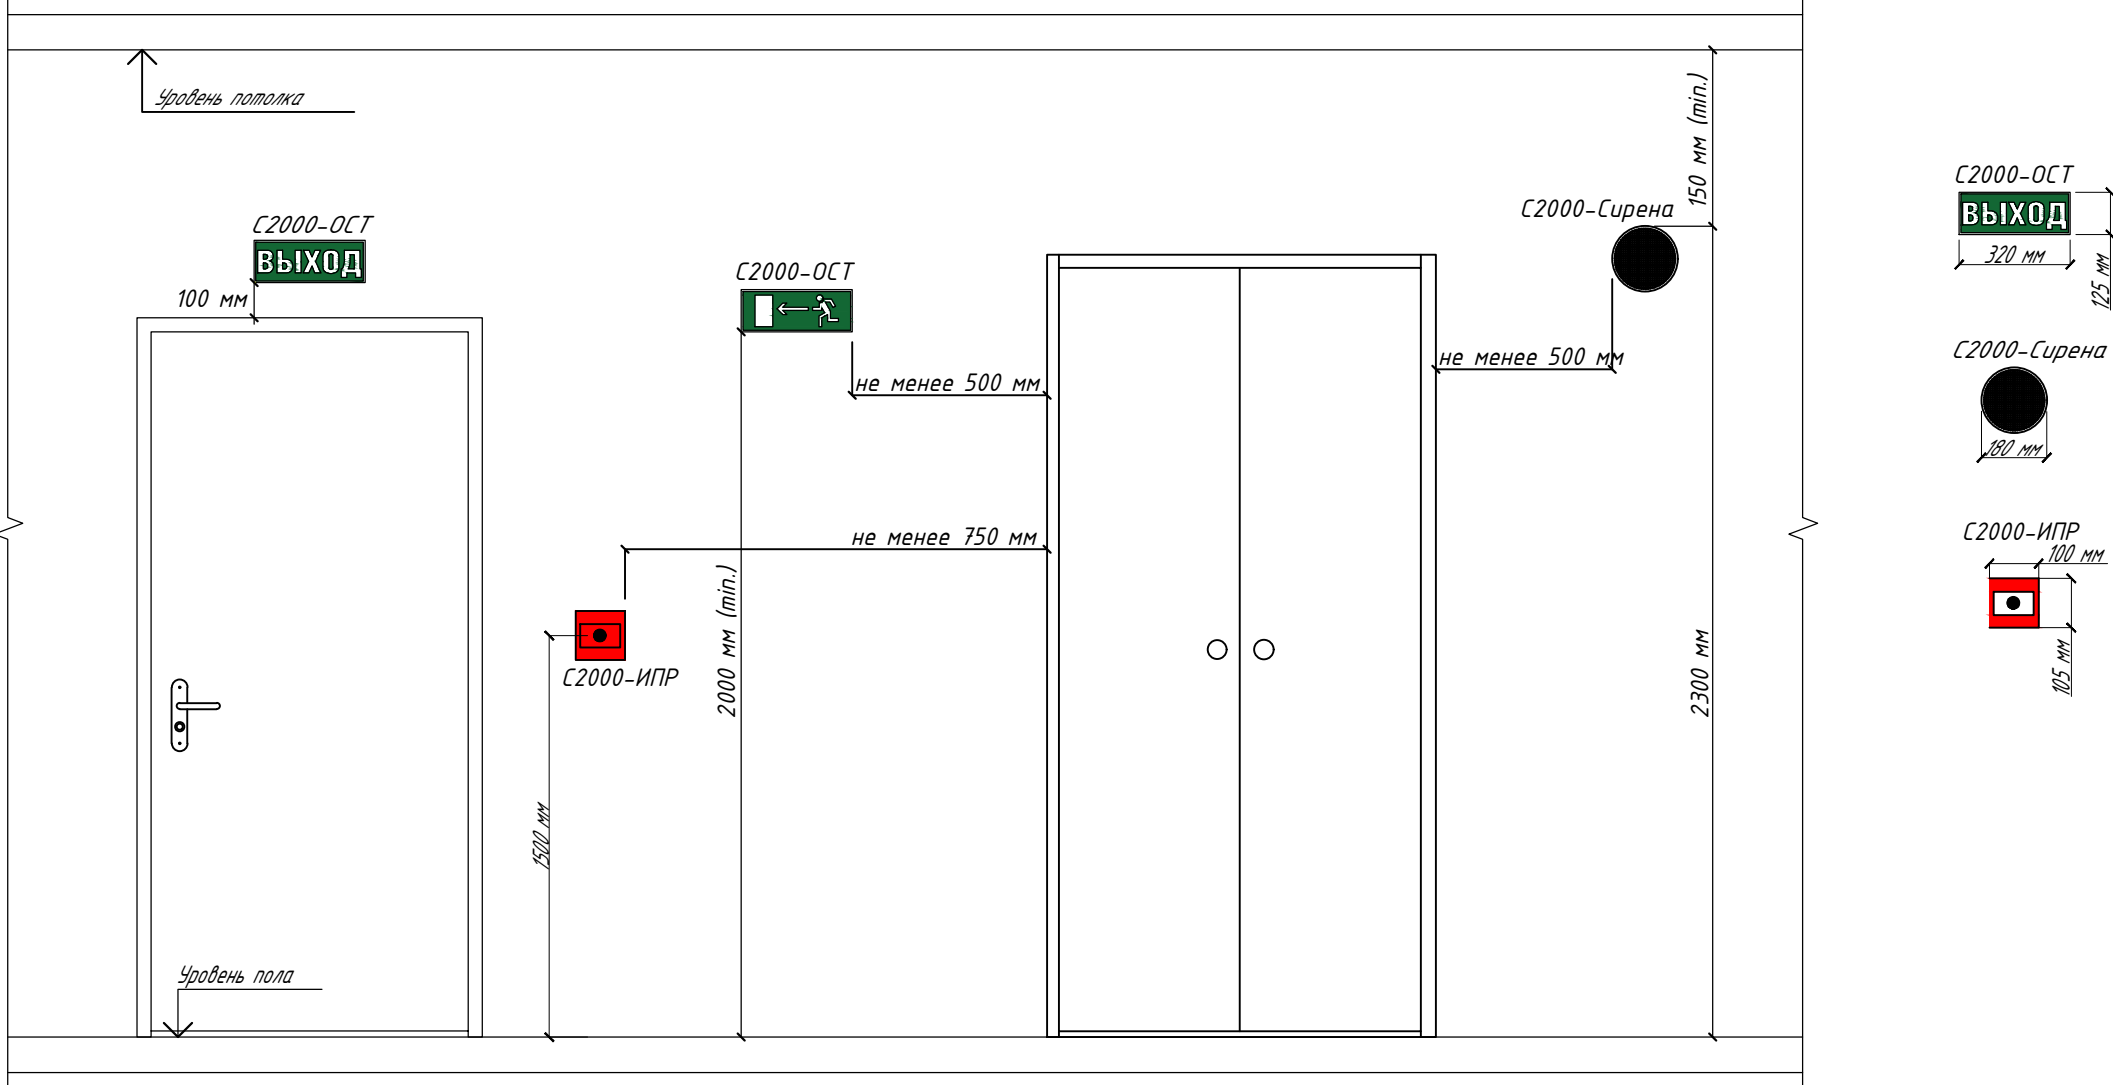 Уровень потолка
С2000-ОСТ
ВЫХОД
100 мм
С2000-ОСТ
не менее 500 мм
не менее 750 мм
С2000-ИПР
1500 мм
2000 мм (min.)
Уровень пола
С2000-Сирена
150 мм (min.)
не менее 500 мм
2300 мм
С2000-ОСТ
ВЫХОД
320 мм
125 мм
С2000-Сирена
180 мм
С2000-ИПР
100 мм
105 мм